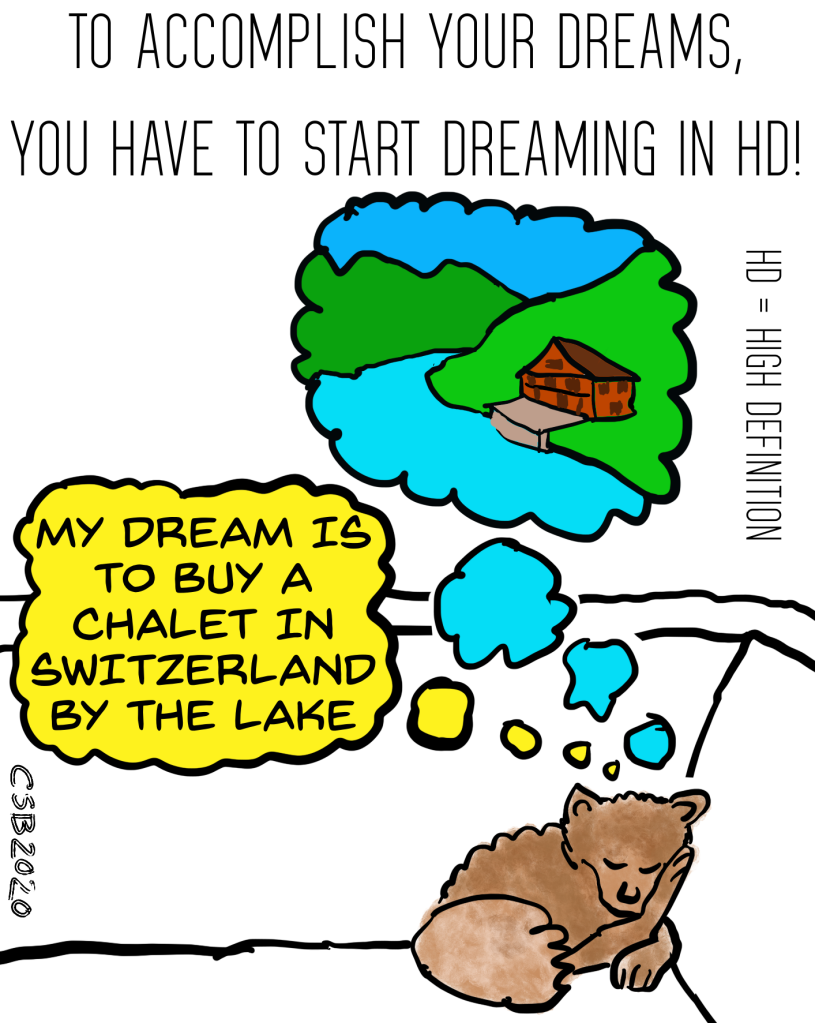 TO ACCOMPLISH YOUR DREAMS,
YOU HAVE TO START DREAMING IN HD!
HD = HIGH DEFINITION
MY DREAM IS
TO BUY A
CHALET IN
SWITZERLAND
BY THE LAKE
CSB2020